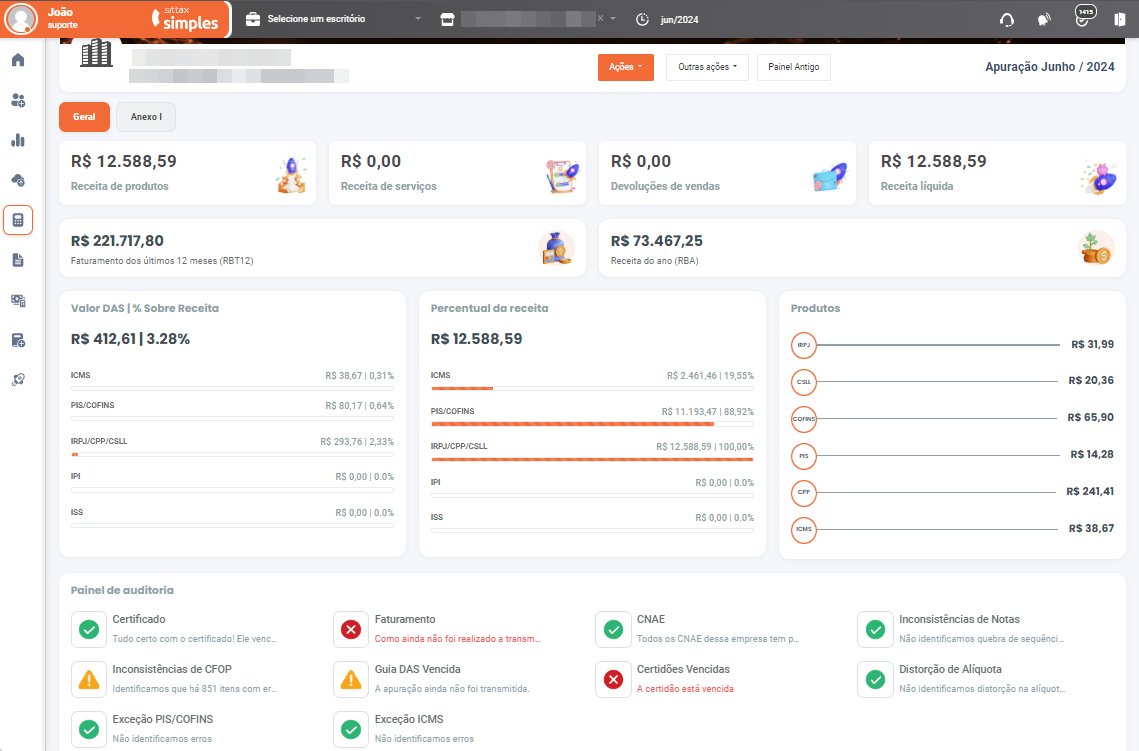 João
suporte
.sittax
simples
Selecione um escritório
×
jun/2024
1415
Ações
Outras ações
Painel Antigo
Apuração Junho / 2024
Geral
Anexo I
R$ 12.588,59
Receita de produtos
R$ 0,00
Receita de serviços
R$ 0,00
Devoluções de vendas
R$ 12.588,59
Receita líquida
R$ 221.717,80
Faturamento dos últimos 12 meses (RBT12)
R$ 73.467,25
Receita do ano (RBA)
Valor DAS | % Sobre Receita
R$ 412,61 | 3.28%
ICMS
R$ 38,67 | 0,31%
PIS/COFINS
R$ 80,17 | 0,64%
IRPJ/CPP/CSLL
R$ 293,76 | 2,33%
IPI
R$ 0,00 | 0.0%
ISS
R$ 0,00 | 0.0%
Percentual da receita
R$ 12.588,59
ICMS
R$ 2.461,46 | 19,55%
PIS/COFINS
R$ 11.193,47 | 88,92%
IRPJ/CPP/CSLL
R$ 12.588,59 | 100,00%
IPI
R$ 0,00 | 0.0%
ISS
R$ 0,00 | 0.0%
Produtos
IRPJ
R$ 31,99
CSLL
R$ 20,36
COFINS
R$ 65,90
PIS
R$ 14,28
CPP
R$ 241,41
ICMS
R$ 38,67
Painel de auditoria
Certificado
Tudo certo com o certificado! Ele venc...
Faturamento
Como ainda não foi realizado a transm...
CNAE
Todos os CNAE dessa empresa tem p...
Inconsistências de Notas
Não identificamos quebra de sequênci...
Inconsistências de CFOP
Identificamos que há 851 itens com er...
Guia DAS Vencida
A apuração ainda não foi transmitida.
Certidões Vencidas
A certidão está vencida
Distorção de Alíquota
Não identificamos distorção na alíquot...
Exceção PIS/COFINS
Não identificamos erros
Exceção ICMS
Não identificamos erros